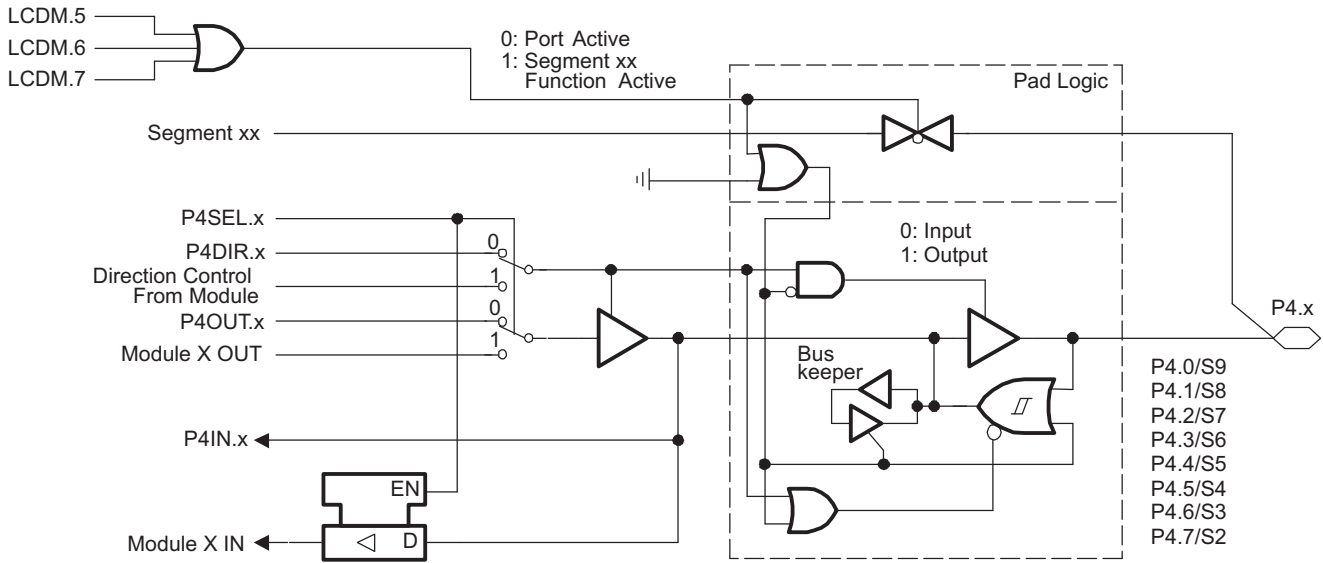 LCDM.5
LCDM.6
LCDM.7
0: Port Active
1: Segment xx
Function Active
Pad Logic
Segment xx
P4SEL.x
P4DIR.x
0
Direction Control
From Module
1
P4OUT.x
0
Module X OUT
1
0: Input
1: Output
Bus
keeper
P4.x
P4IN.x
EN
D
Module X IN
P4.0/S9
P4.1/S8
P4.2/S7
P4.3/S6
P4.4/S5
P4.5/S4
P4.6/S3
P4.7/S2